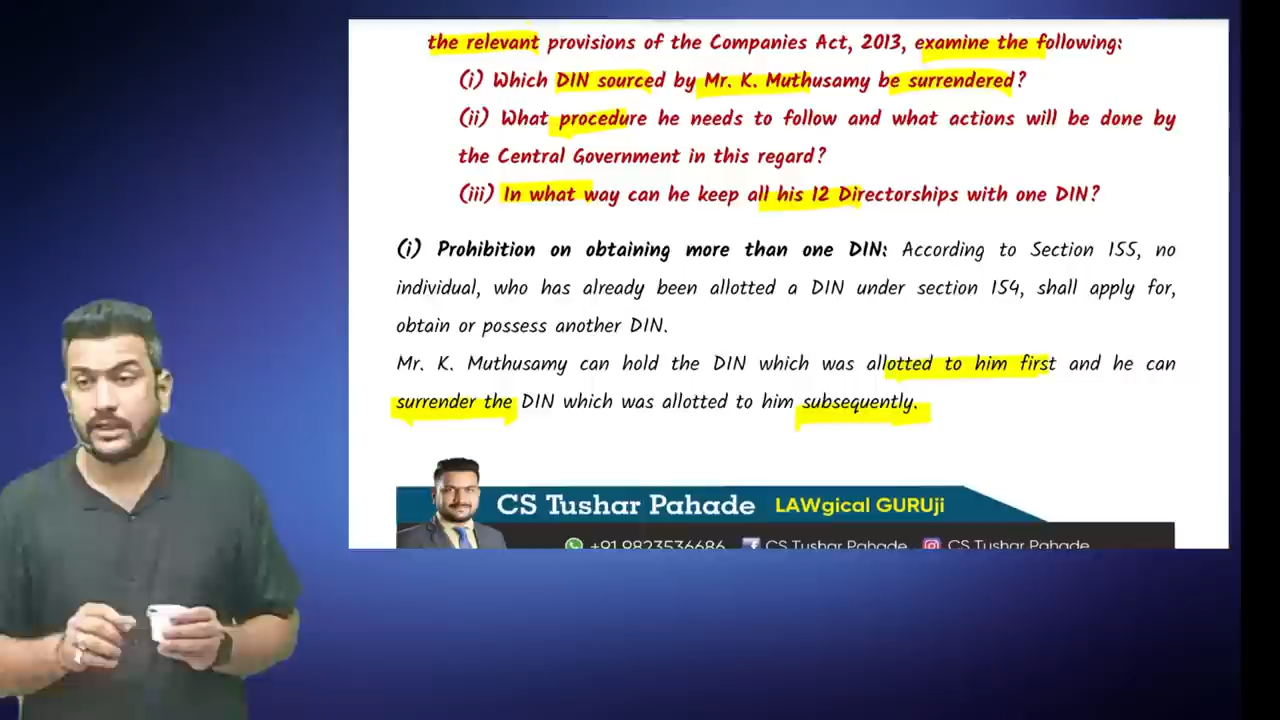 the relevant provisions of the Companies Act, 2013, examine the following:
(i) Which DIN sourced by Mr. K. Muthusamy be surrendered?
(ii) What procedure he needs to follow and what actions will be done by
the Central Government in this regard?
(iii) In what way can he keep all his 12 Directorships with one DIN?
(i) Prohibition on obtaining more than one DIN: According to Section 155, no
individual, who has already been allotted a DIN under section 154, shall apply for,
obtain or possess another DIN.
Mr. K. Muthusamy can hold the DIN which was allotted to him first and he can
surrender the DIN which was allotted to him subsequently.
CS Tushar Pahade LAWgical GURUji
+91 9823536686 CS Tushar Pahade CS Tushar Pahade